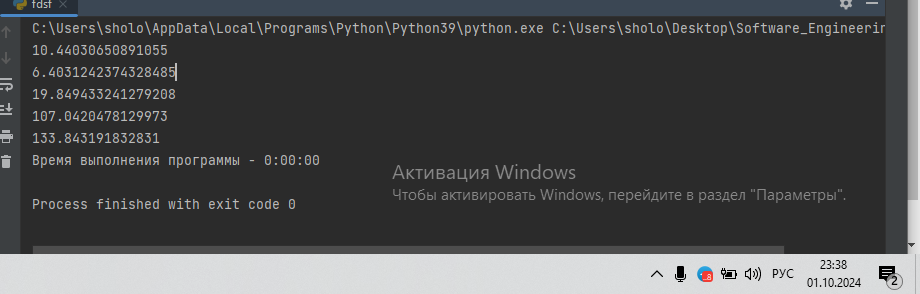 fdsf
C:\Users\sholo\AppData\Local\Programs\Python\Python39\python.exe C:\Users\sholo\Desktop\Software_Engineerin
10.44030650891055
6.4031242374328485
19.849433241279208
107.0420478129973
133.843191832831
Время выполнения программы - 0:00:00
Активация Windows
Чтобы активировать Windows, перейдите в раздел "Параметры".
Process finished with exit code 0
23:38
РУС
01.10.2024
2